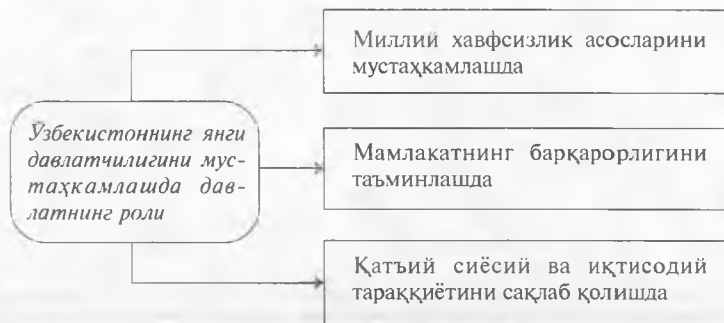 Ўзбекистоннинг янги
давлатчилигини мус-
таҳкамлашда дав-
латнинг роли
Миллий хавфсизлик асосларини
мустаҳкамлашда
Мамлакатнинг барқарорлигини
таъминлашда
Қатъий сиёсий ва иқтисодий
тараққиётини сақлаб қолишда